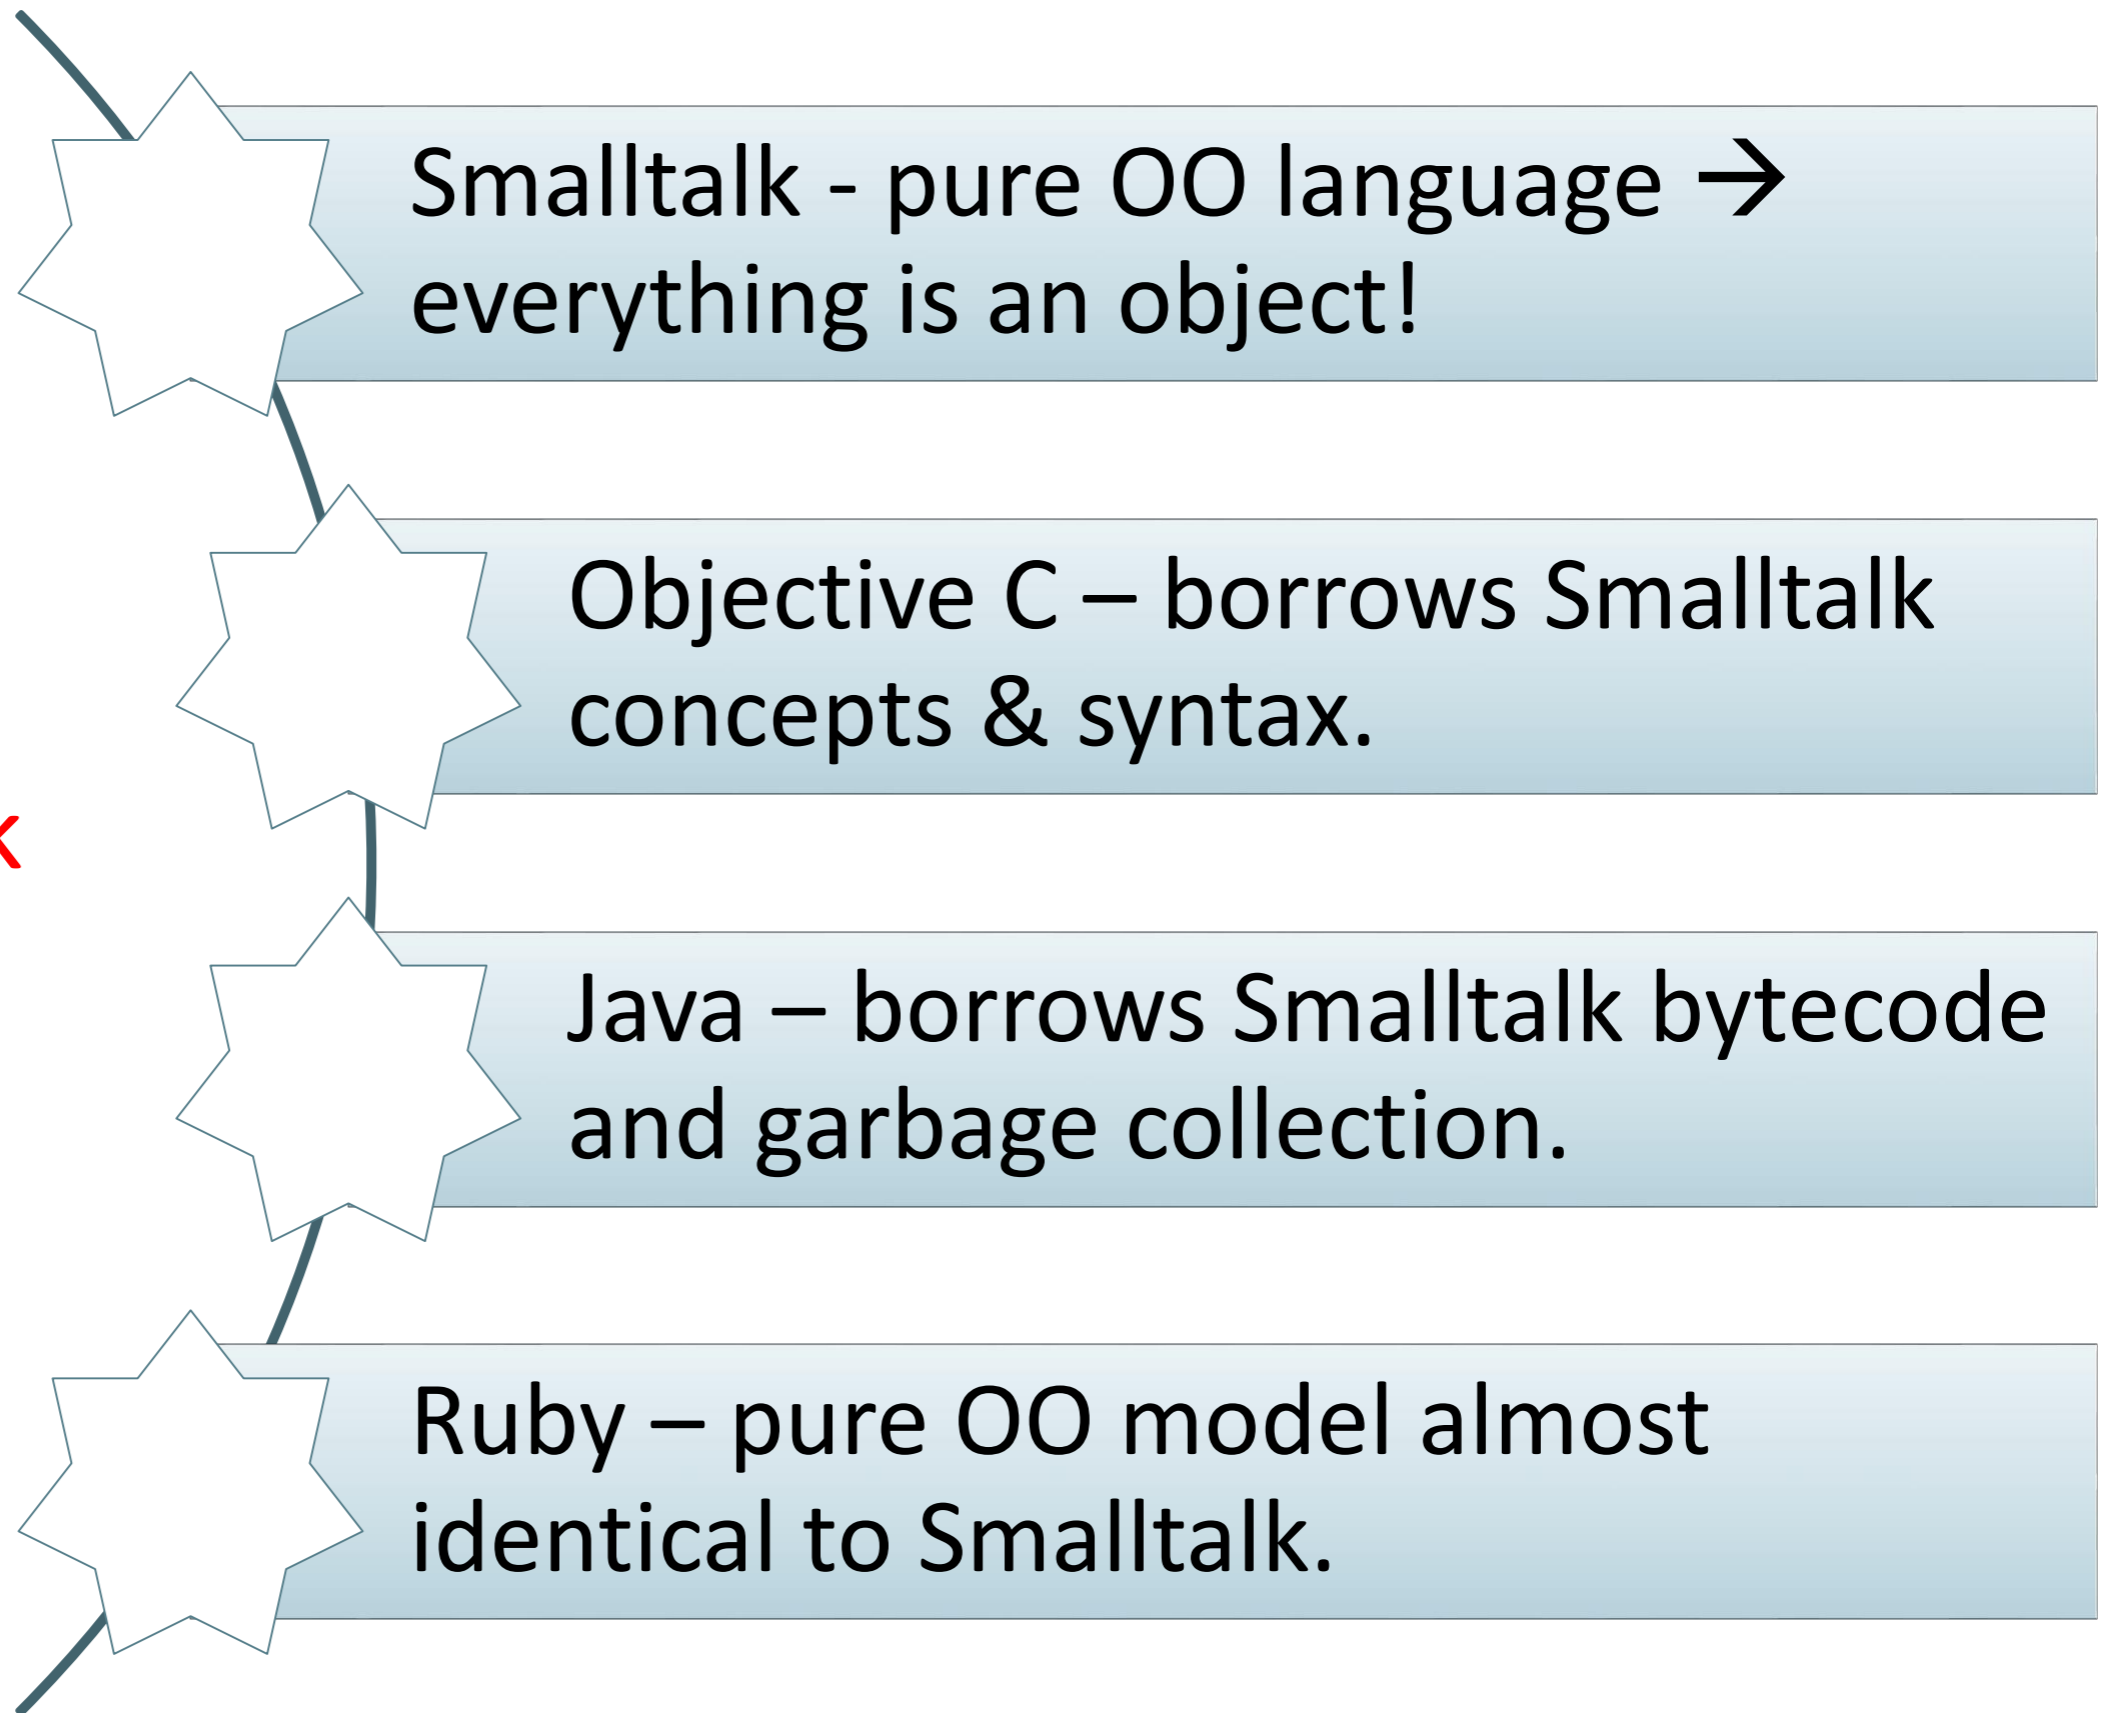 Smalltalk - pure OO language →
everything is an object!
Objective C – borrows Smalltalk
concepts & syntax.
k
Java – borrows Smalltalk bytecode
and garbage collection.
Ruby – pure OO model almost
identical to Smalltalk.